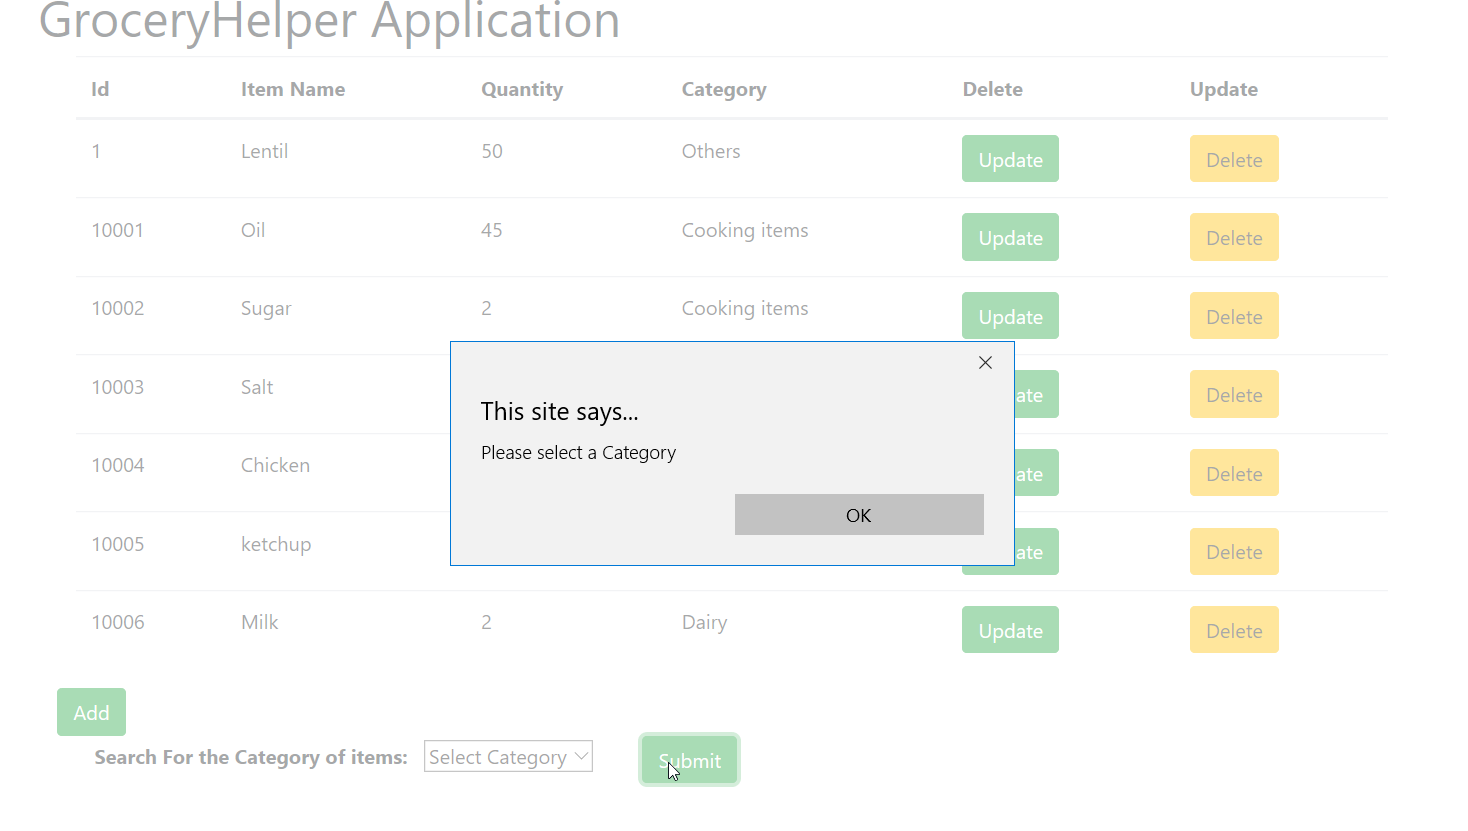 GroceryHelper Application
Id Item Name Quantity Category Delete Update
1 Lentil 50 Others Update Delete
10001 Oil 45 Cooking items Update Delete
10002 Sugar 2 Cooking items Update Delete
10003 Salt ate Delete
This site says...
Please select a Category
OK
10004 Chicken ate Delete
10005 ketchup ate Delete
10006 Milk 2 Dairy Update Delete
Add
Search For the Category of items: Select Category Submit